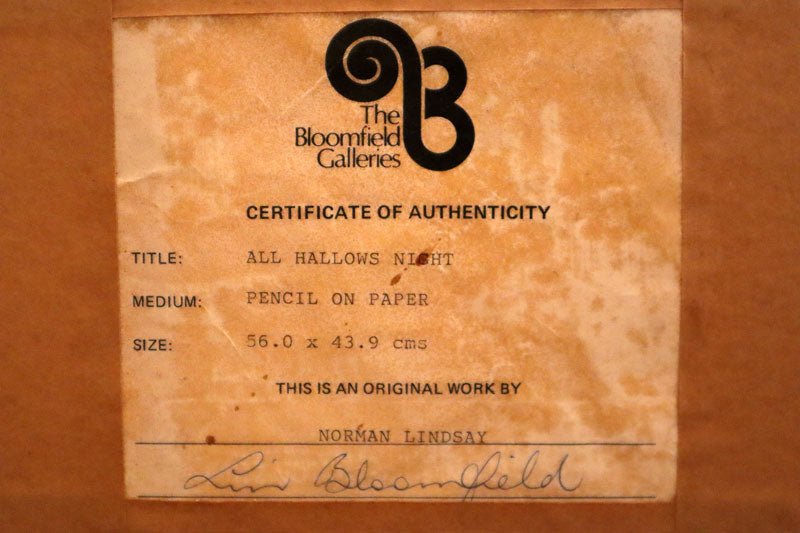 The
Bloomfield
Galleries
CERTIFICATE OF AUTHENTICITY
TITLE: ALL HALLOWS NIGHT
MEDIUM: PENCIL ON PAPER
SIZE: 56.0 x 43.9 cms
THIS IS AN ORIGINAL WORK BY
NORMAN LINDSAY
Lin Bloomfield